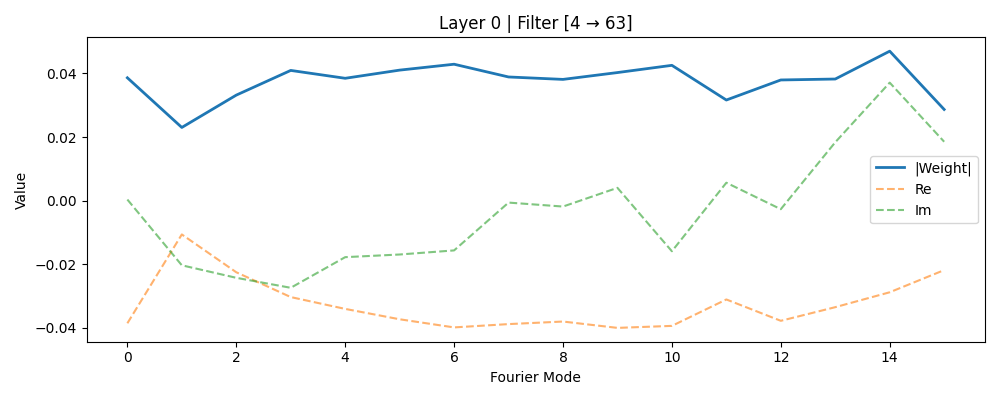 Layer 0 | Filter [4 → 63]
Value
0.04
0.02
0.00
−0.02
−0.04
|Weight|
Re
Im
0 2 4 6 8 10 12 14
Fourier Mode